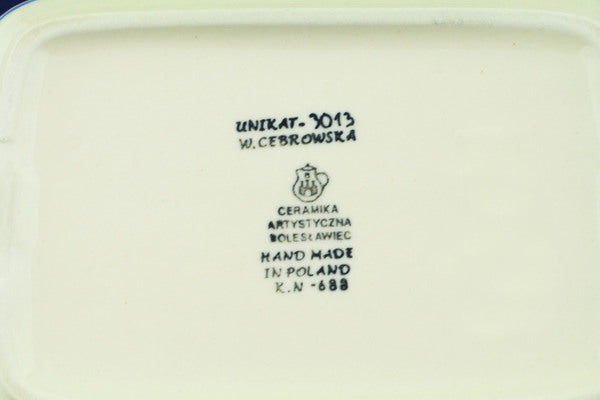 UNIKAT-3013
W.CEBROWSKA
CERAMIKA
ARTYSTYCZNA
BOLESŁAWIEC
HAND MADE
IN POLAND
K.N-688